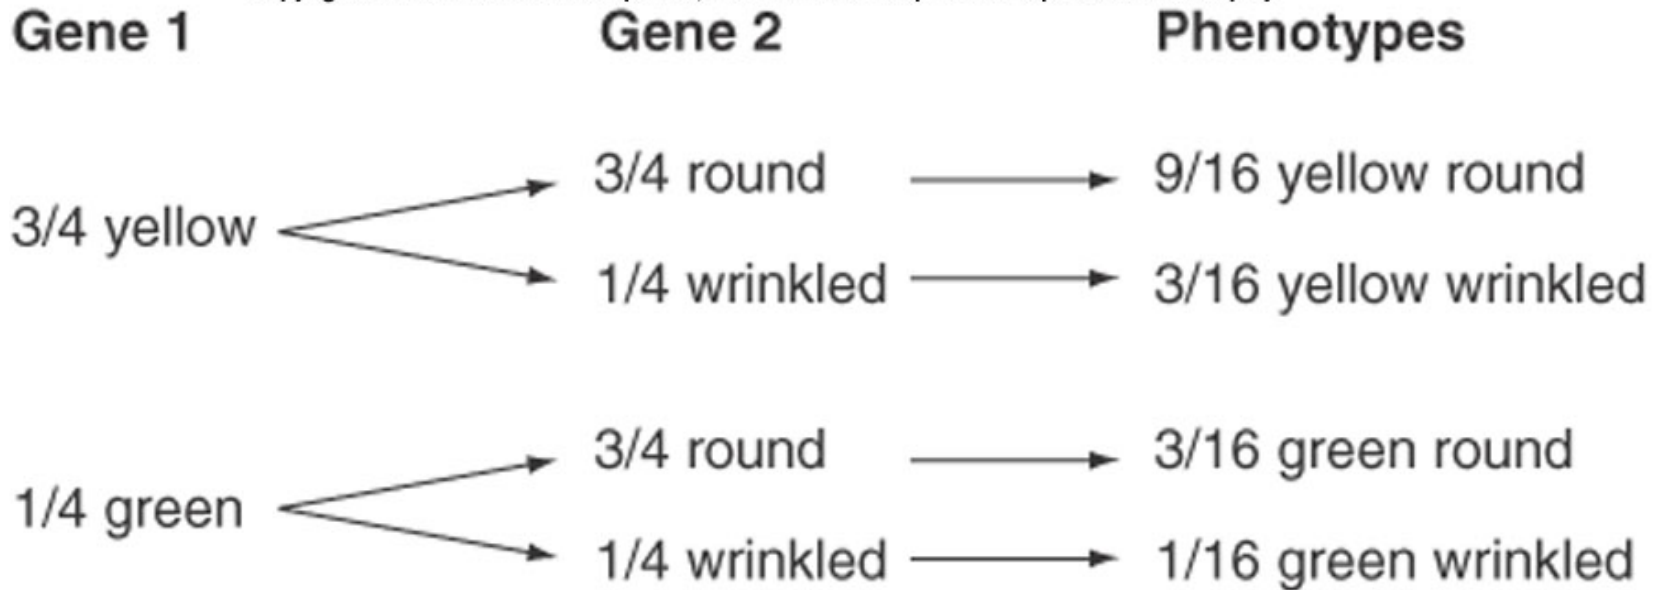 Gene 1 Gene 2 Phenotypes
3/4 round 9/16 yellow round
3/4 yellow
1/4 wrinkled 3/16 yellow wrinkled
3/4 round 3/16 green round
1/4 green
1/4 wrinkled 1/16 green wrinkled